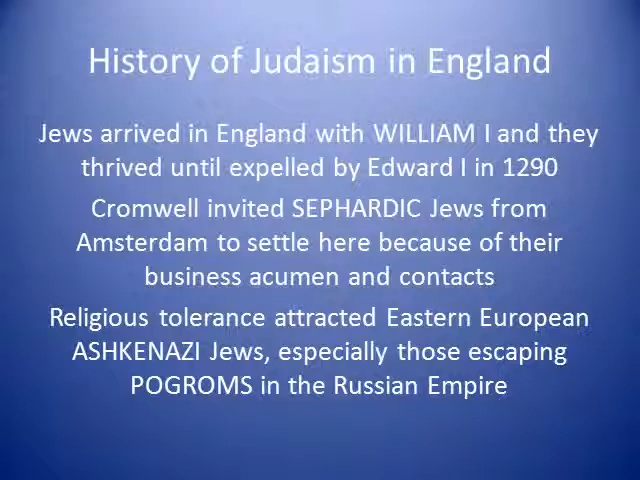 History of Judaism in England
Jews arrived in England with WILLIAM I and they
thrived until expelled by Edward I in 1290
Cromwell invited SEPHARDIC Jews from
Amsterdam to settle here because of their
business acumen and contacts
Religious tolerance attracted Eastern European
ASHKENAZI Jews, especially those escaping
POGROMS in the Russian Empire